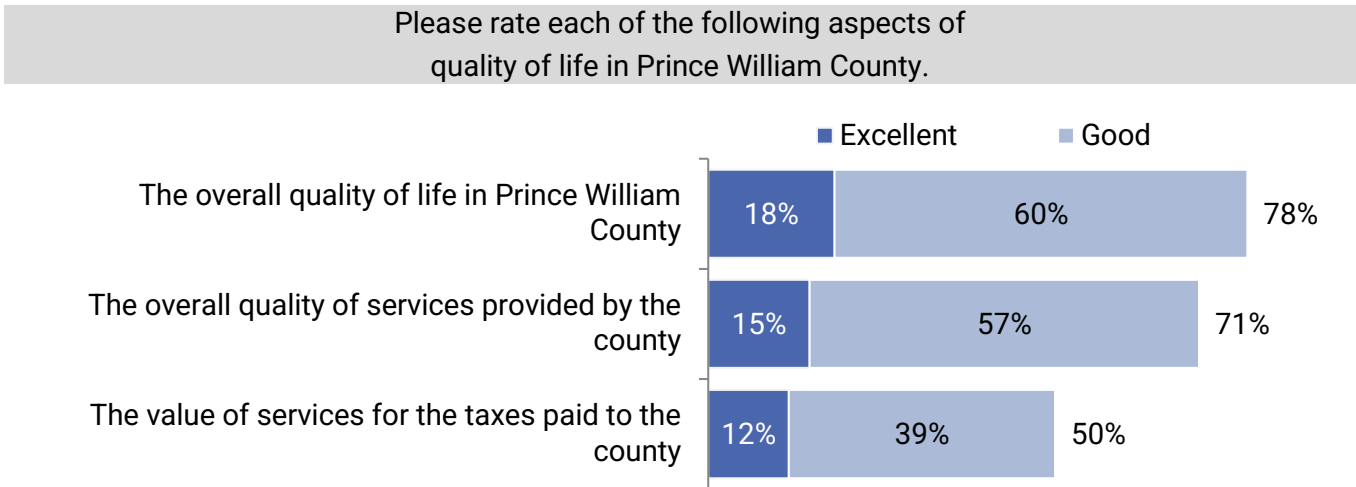 Please rate each of the following aspects of
quality of life in Prince William County.
Excellent Good
The overall quality of life in Prince William
County
18% 60% 78%
The overall quality of services provided by the
county
15% 57% 71%
The value of services for the taxes paid to the
county
12% 39% 50%